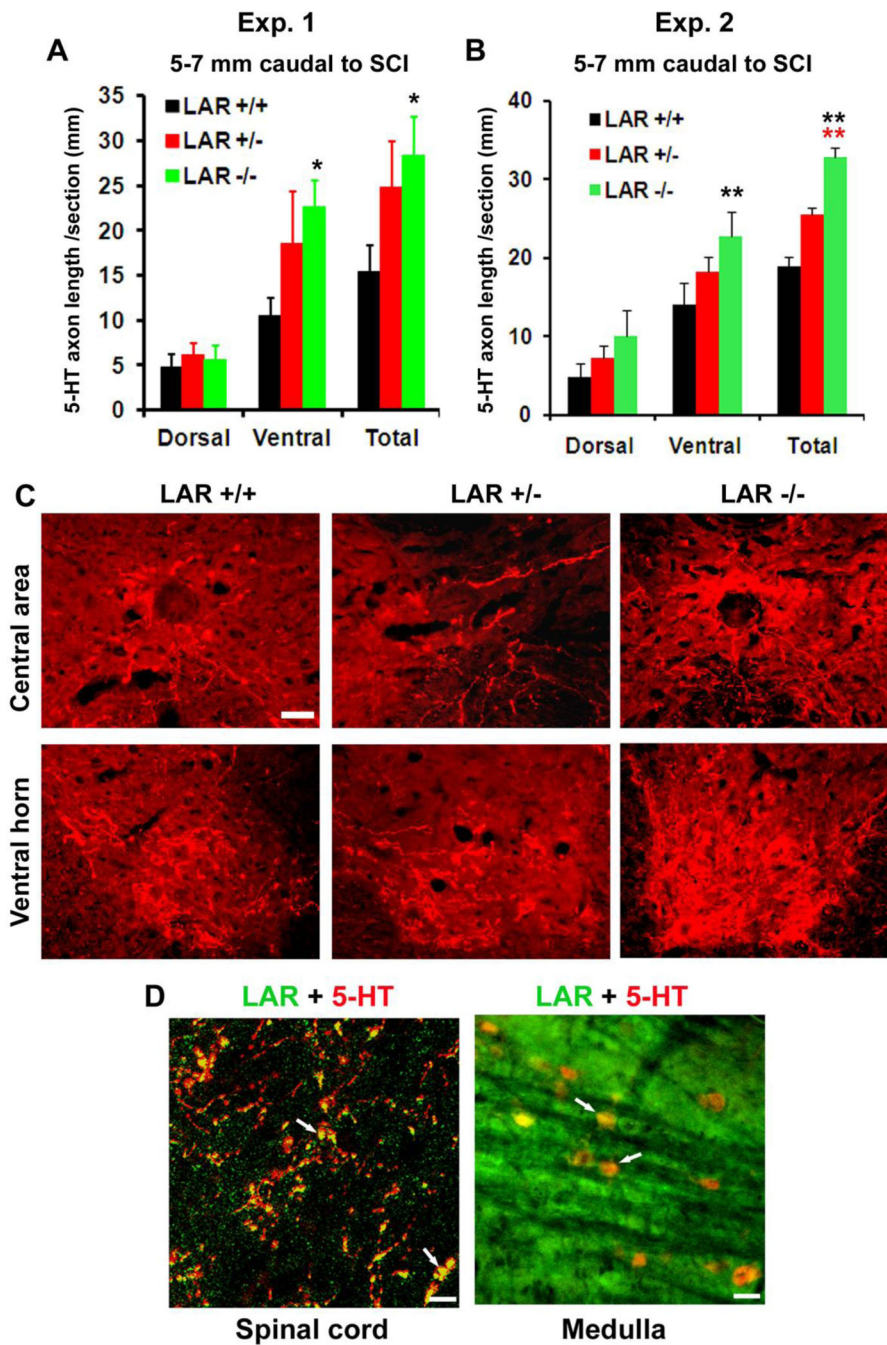 Exp. 1
Exp. 2
A
B
5-7 mm caudal to SCI
5-7 mm caudal to SCI
5-HT axon length /section (mm)
35
30
25
20
15
10
5
0
LAR +/+
LAR +/-
LAR -/-
*
*
Dorsal Ventral Total
5-HT axon length /section (mm)
40
30
20
10
0
LAR +/+
LAR +/-
LAR -/-
**
**
**
Dorsal Ventral Total
C
LAR +/+ LAR +/- LAR -/-
Central area
Ventral horn
D
LAR + 5-HT
LAR + 5-HT
Spinal cord
Medulla